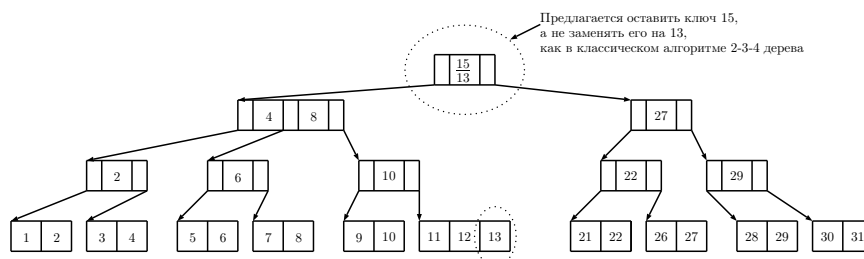 Предлагается оставить ключ 15,
а не заменять его на 13,
как в классическом алгоритме 2-3-4 дерева
15
13
4 8 27
2 6 10 22 29
1 2 3 4 5 6 7 8 9 10 11 12 13 21 22 26 27 28 29 30 31